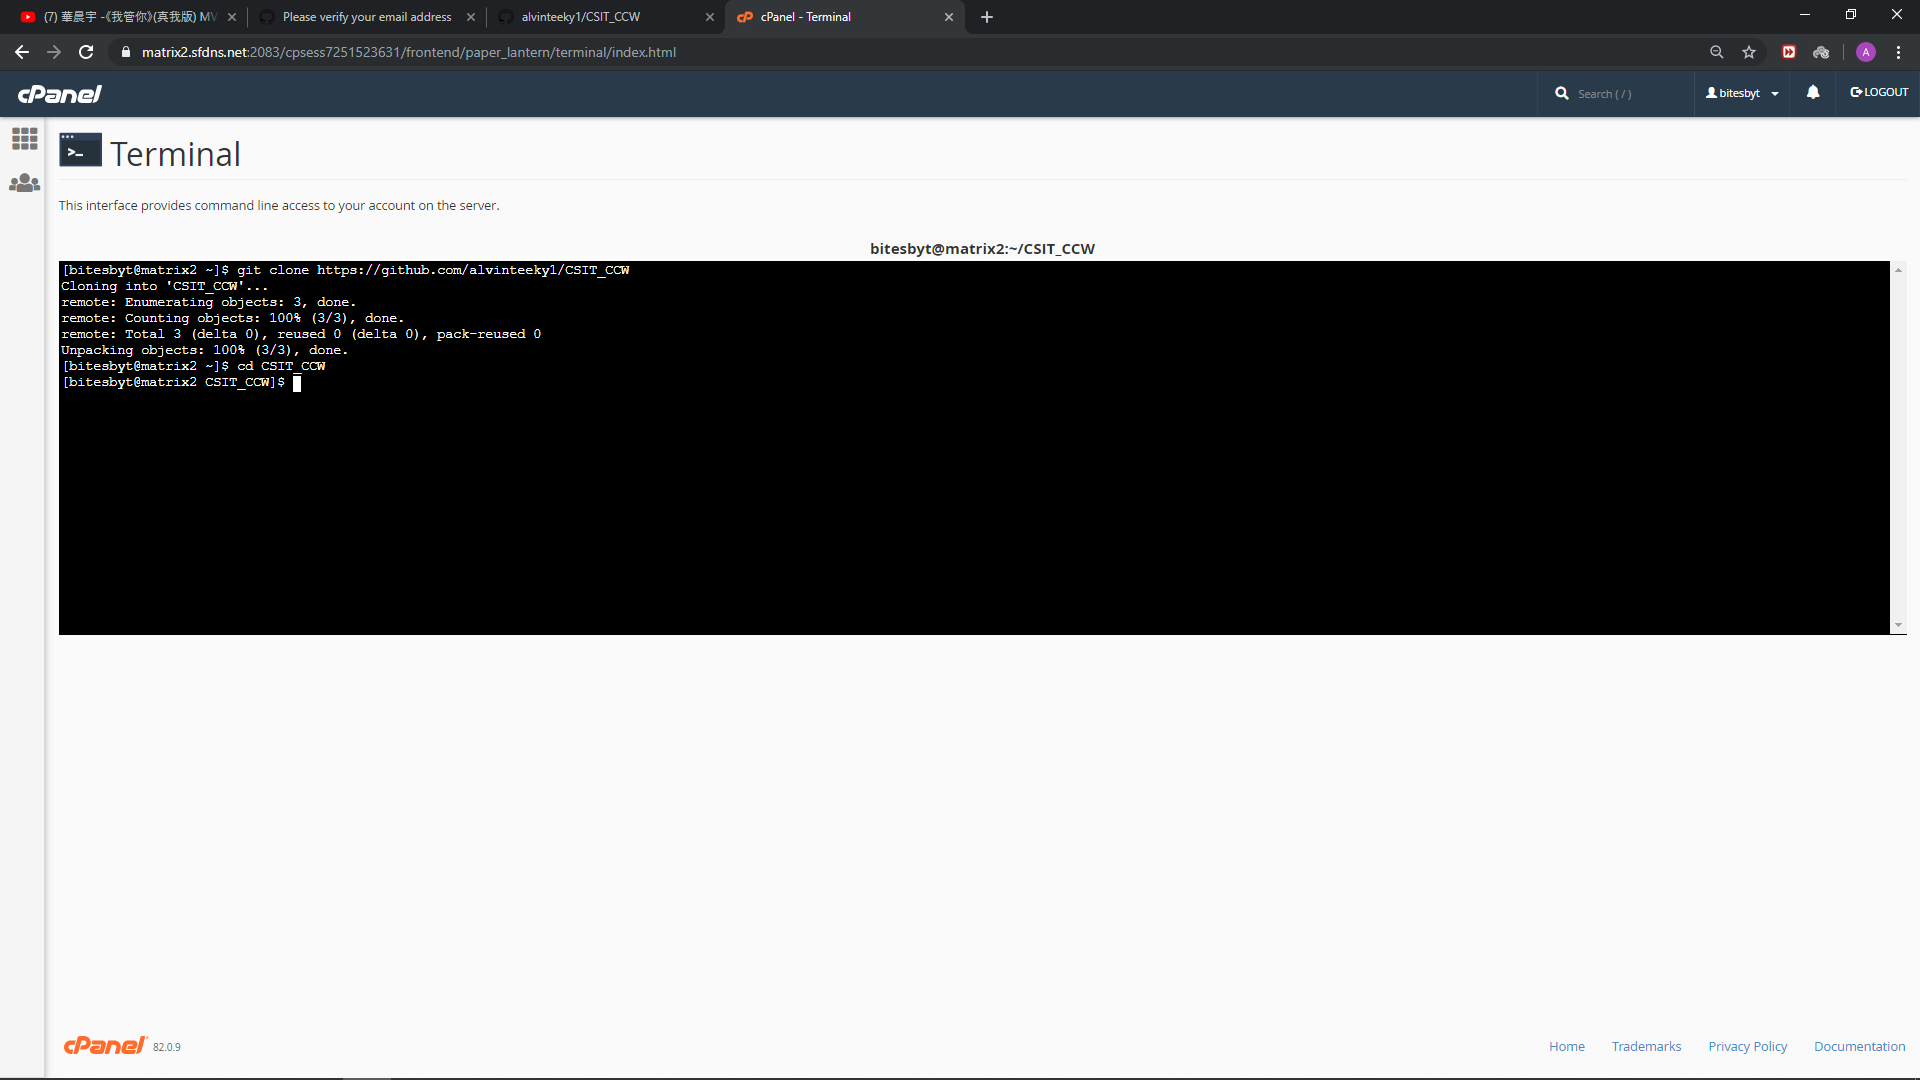 (7) 華晨宇 -《我管你》(真我版) MV
Please verify your email address
alvinteeky1/CSIT_CCW
cPanel - Terminal
matrix2.sfdns.net:2083/cpsess7251523631/frontend/paper_lantern/terminal/index.html
A
cPanel
Search ( / )
bitesbyt
LOGOUT
>_
Terminal
This interface provides command line access to your account on the server.
bitesbyt@matrix2:~/CSIT_CCW
[bitesbyt@matrix2 ~]$ git clone https://github.com/alvinteeky1/CSIT_CCW
Cloning into 'CSIT_CCW'...
remote: Enumerating objects: 3, done.
remote: Counting objects: 100% (3/3), done.
remote: Total 3 (delta 0), reused 0 (delta 0), pack-reused 0
Unpacking objects: 100% (3/3), done.
[bitesbyt@matrix2 ~]$ cd CSIT_CCW
[bitesbyt@matrix2 CSIT_CCW]$
cPanel 82.0.9
Home
Trademarks
Privacy Policy
Documentation